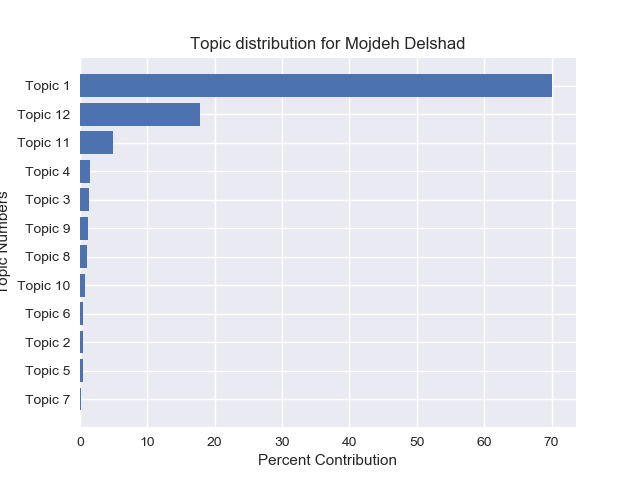 Topic distribution for Mojdeh Delshad
Topic 1
Topic 12
Topic 11
Topic 4
Topic 3
Topic 9
Topic 8
Topic 10
Topic 6
Topic 2
Topic 5
Topic 7
Topic Numbers
0 10 20 30 40 50 60 70
Percent Contribution